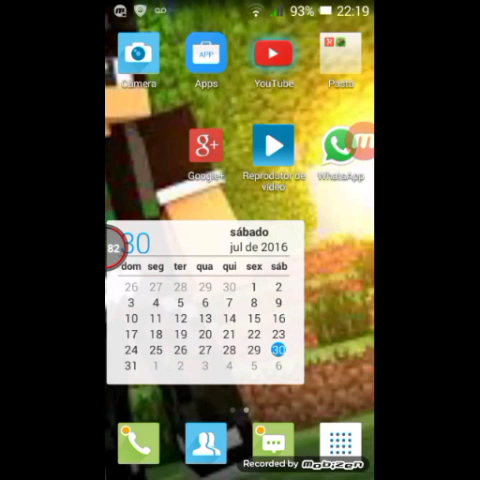 93% 22:19
Câmera Apps YouTube Pasta
APP
g+
Google+ Reprodutor de vídeo WhatsApp
82
30 sábado
jul de 2016
dom seg ter qua qui sex sáb
26 27 28 29 30 1 2
3 4 5 6 7 8 9
10 11 12 13 14 15 16
17 18 19 20 21 22 23
24 25 26 27 28 29 30
31 1 2 3 4 5 6
Recorded by MOBIZEN